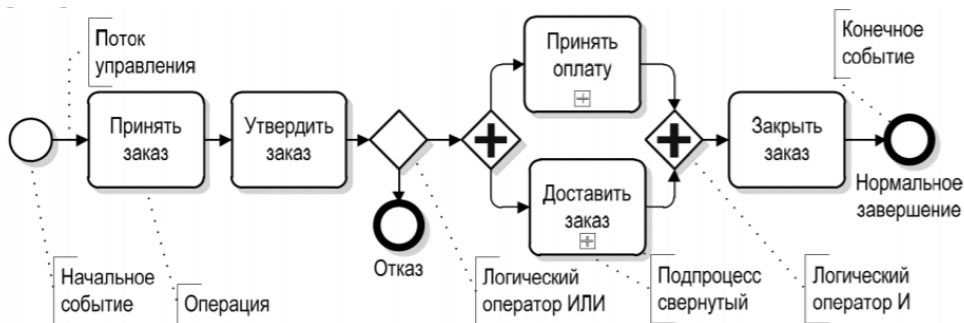 Поток
управления
Принять
заказ
Утвердить
заказ
Принять
оплату
Доставить
заказ
Закрыть
заказ
Конечное
событие
Нормальное
завершение
Отказ
Начальное
событие
Операция
Логический
оператор ИЛИ
Подпроцесс
свернутый
Логический
оператор И